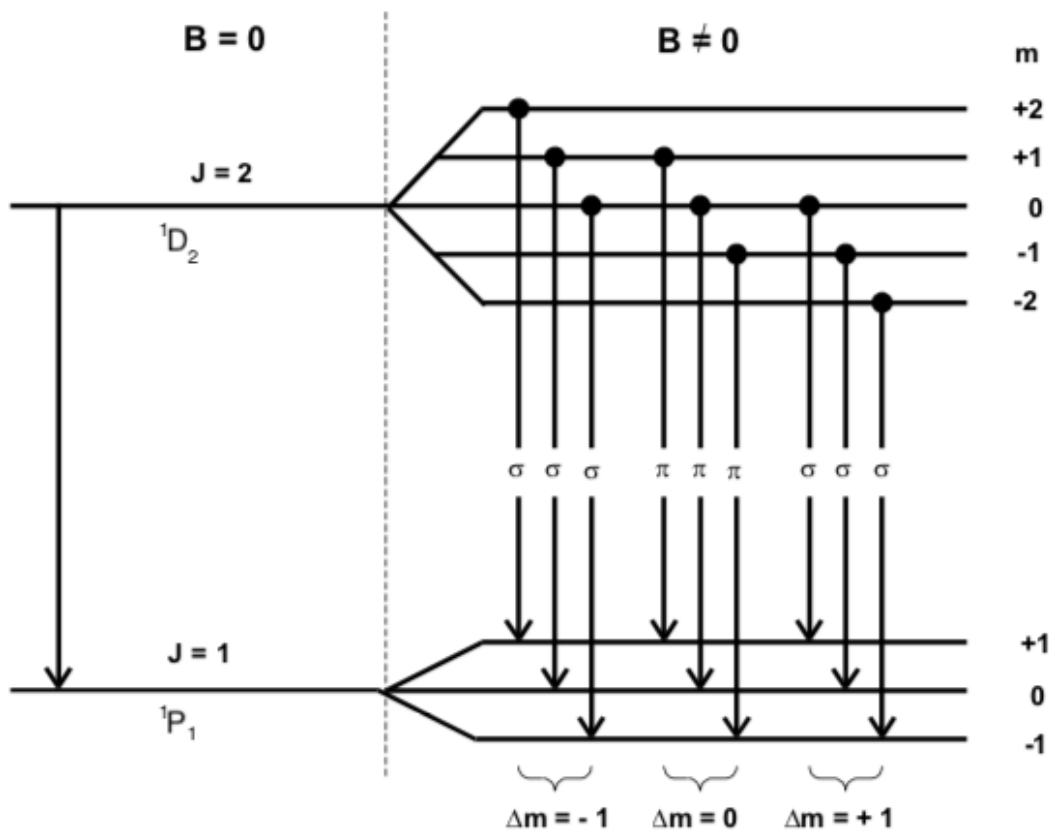 B = 0
B ≠ 0
m
+2
+1
J = 2
0
¹D₂
-1
-2
σ σ σ π π π σ σ σ
J = 1
+1
0
¹P₁
-1
Δm = - 1
Δm = 0
Δm = + 1